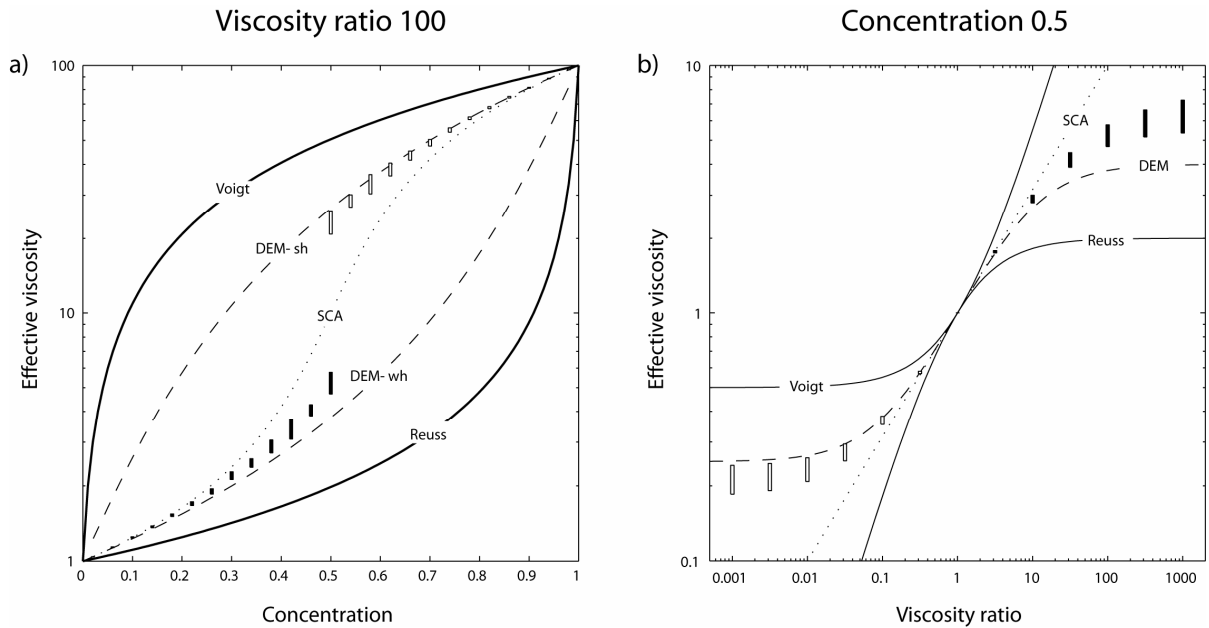 Viscosity ratio 100
Concentration 0.5
a)
100
10
1
Effective viscosity
Voigt
DEM- sh
SCA
DEM- wh
Reuss
0 0.1 0.2 0.3 0.4 0.5 0.6 0.7 0.8 0.9 1
Concentration
b)
10
1
0.1
Effective viscosity
SCA
DEM
Reuss
Voigt
0.001 0.01 0.1 1 10 100 1000
Viscosity ratio